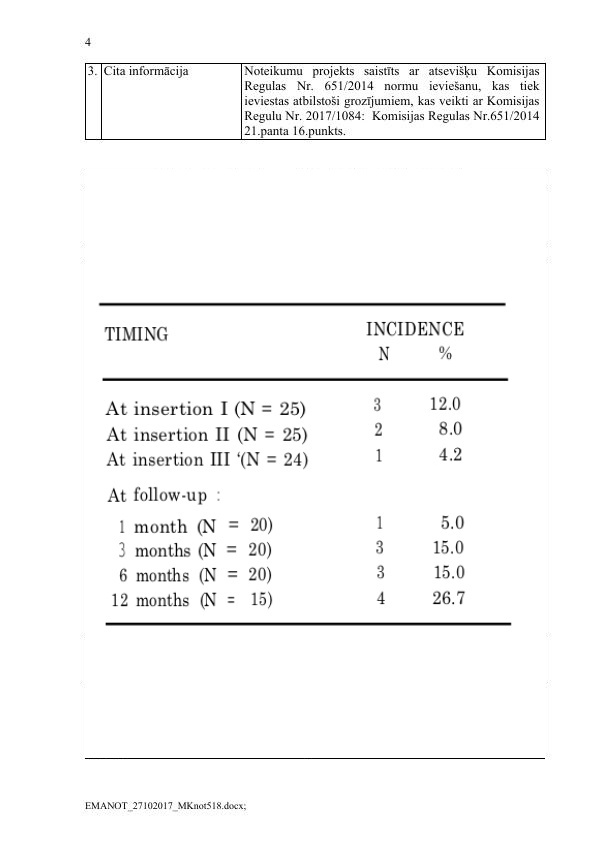 4
3. Cita informācija Noteikumu projekts saistīts ar atsevišķu Komisijas
Regulas Nr. 651/2014 normu ieviešanu, kas tiek
ieviestas atbilstoši grozījumiem, kas veikti ar Komisijas
Regulu Nr. 2017/1084: Komisijas Regulas Nr.651/2014
21.panta 16.punkts.
TIMING INCIDENCE
N %
At insertion I (N = 25) 3 12.0
At insertion II (N = 25) 2 8.0
At insertion III ‘(N = 24) 1 4.2
At follow-up :
1 month (N = 20) 1 5.0
3 months (N = 20) 3 15.0
6 months (N = 20) 3 15.0
12 months (N = 15) 4 26.7
EMANOT_27102017_MKnot518.docx;